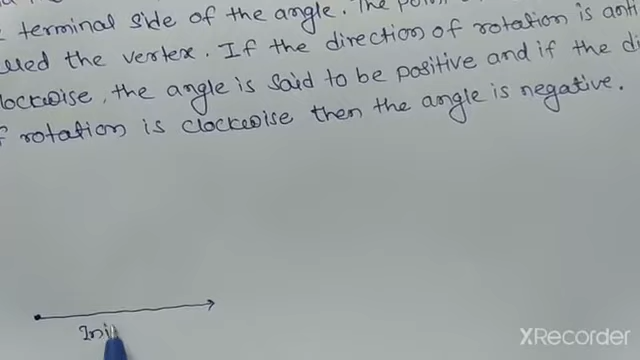 terminal side of the angle. The
the vertex. If the direction of rotation is anti
lockwise, the angle is said to be positive and if the di
rotation is clockwise then the angle is negative.
Ini
XRecorder